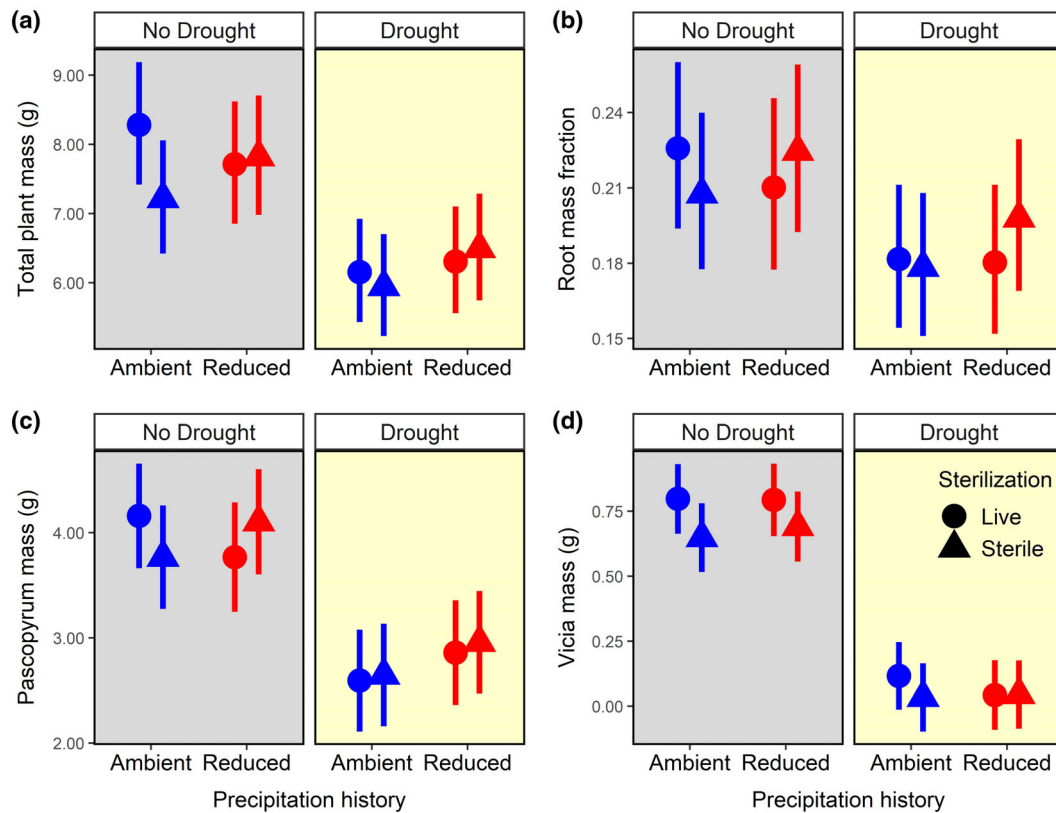 (a)
No Drought
Drought
Total plant mass (g)
9.00
8.00
7.00
6.00
Ambient Reduced
Ambient Reduced
(b)
No Drought
Drought
Root mass fraction
0.24
0.21
0.18
0.15
Ambient Reduced
Ambient Reduced
(c)
No Drought
Drought
Pascopyrum mass (g)
4.00
3.00
2.00
Ambient Reduced
Ambient Reduced
Precipitation history
(d)
No Drought
Drought
Vicia mass (g)
0.75
0.50
0.25
0.00
Sterilization
Live
Sterile
Ambient Reduced
Ambient Reduced
Precipitation history